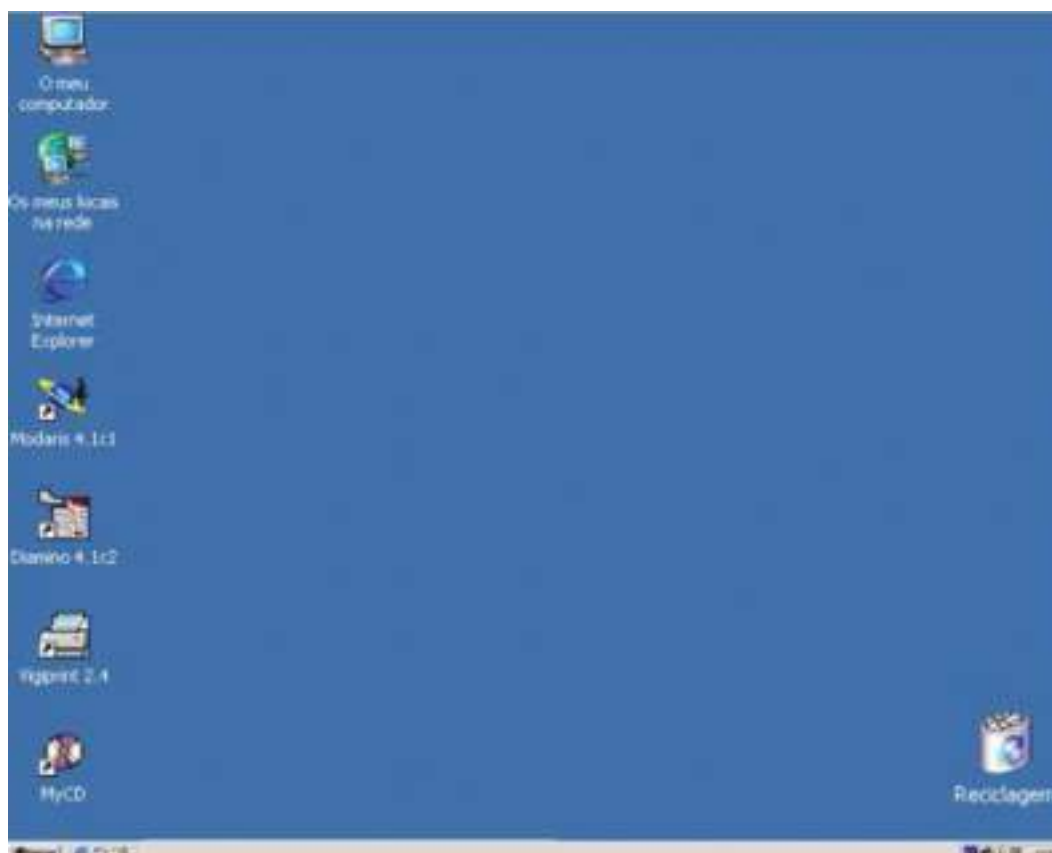 O meu
computador
Os meus locais
na rede
Internet
Explorer
Modaris 4.1c1
Diamino 4.1c2
Vigiprint 2.4
MyCD
Reciclagem